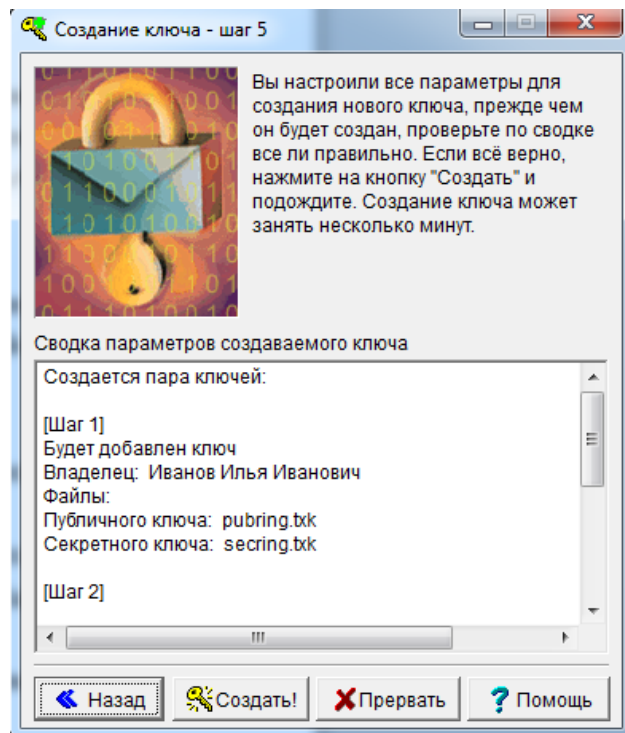 Создание ключа - шаг 5
Вы настроили все параметры для
создания нового ключа, прежде чем
он будет создан, проверьте по сводке
все ли правильно. Если всё верно,
нажмите на кнопку "Создать" и
подождите. Создание ключа может
занять несколько минут.
Сводка параметров создаваемого ключа
Создается пара ключей:
[Шаг 1]
Будет добавлен ключ
Владелец: Иванов Илья Иванович
Файлы:
Публичного ключа: pubring.txk
Секретного ключа: secring.txk
[Шаг 2]
Назад
Создать!
Прервать
Помощь